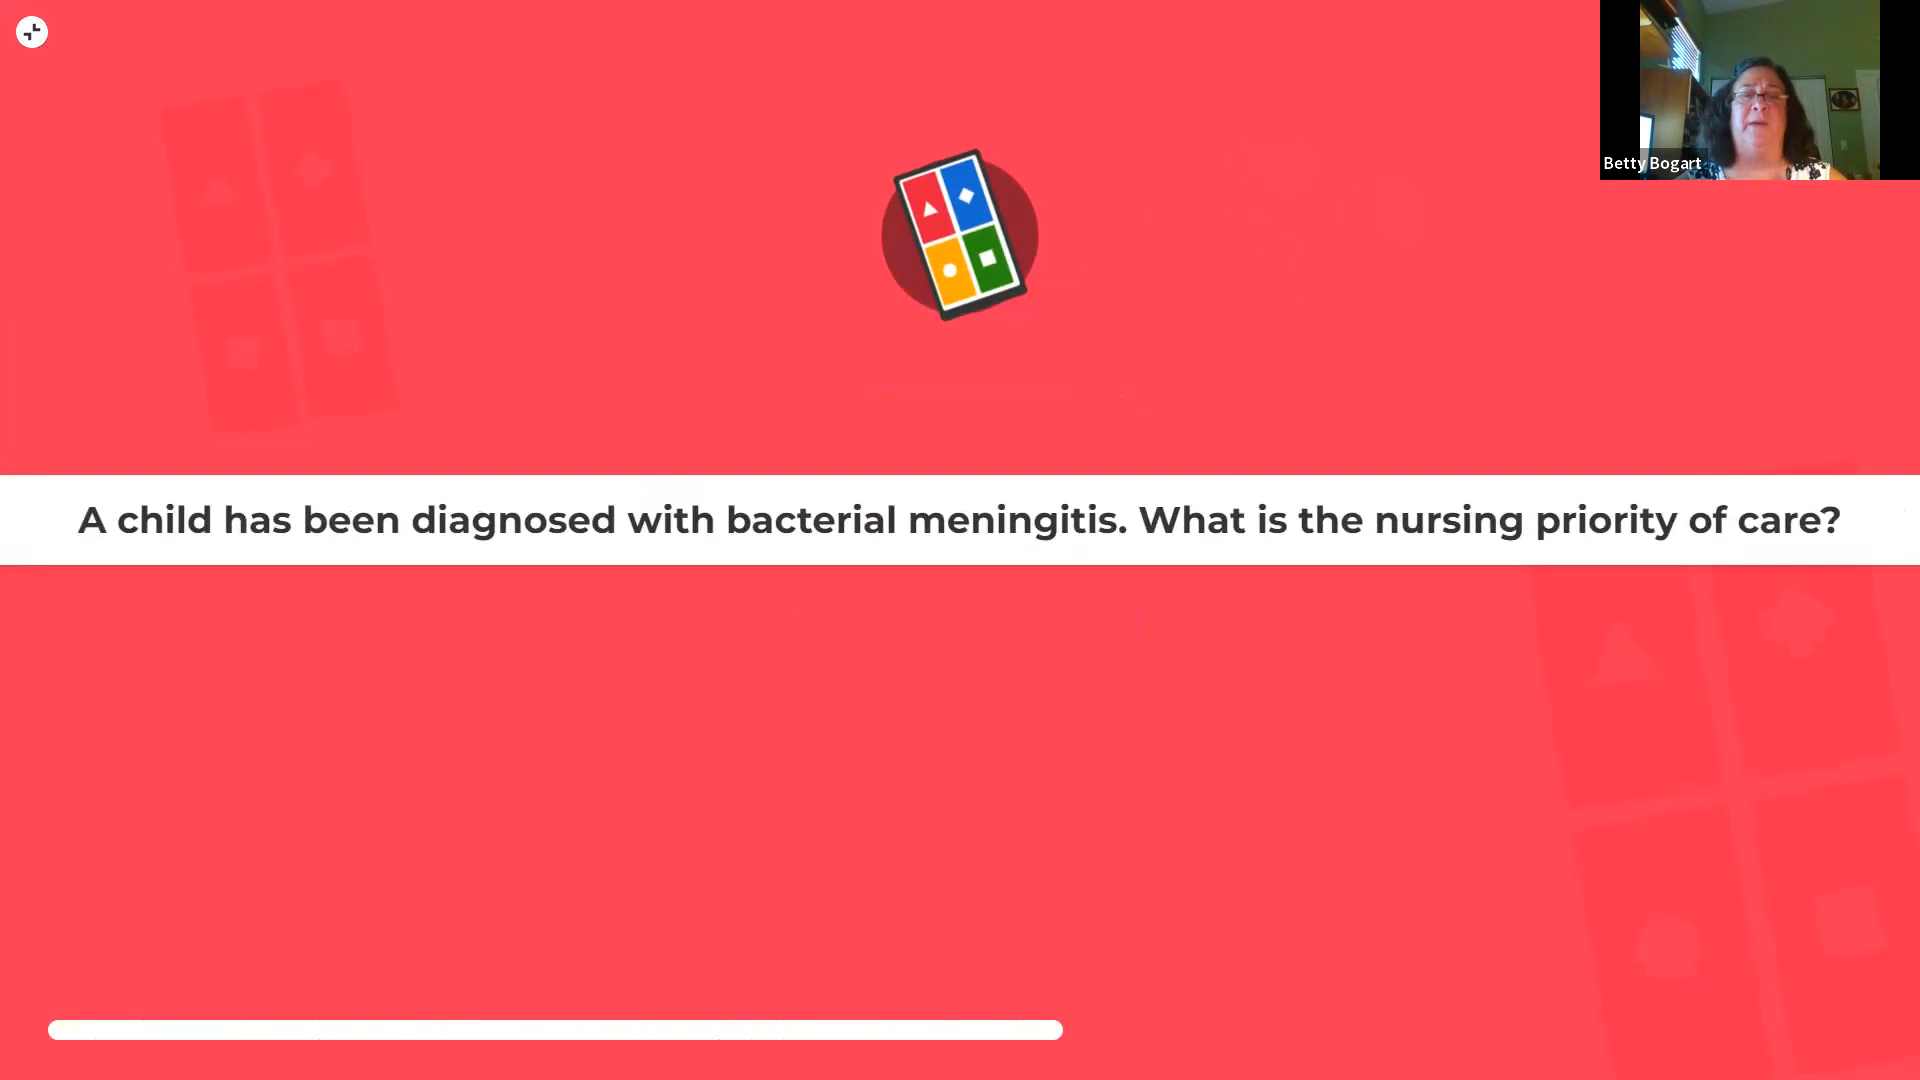 Betty Bogart
A child has been diagnosed with bacterial meningitis. What is the nursing priority of care?